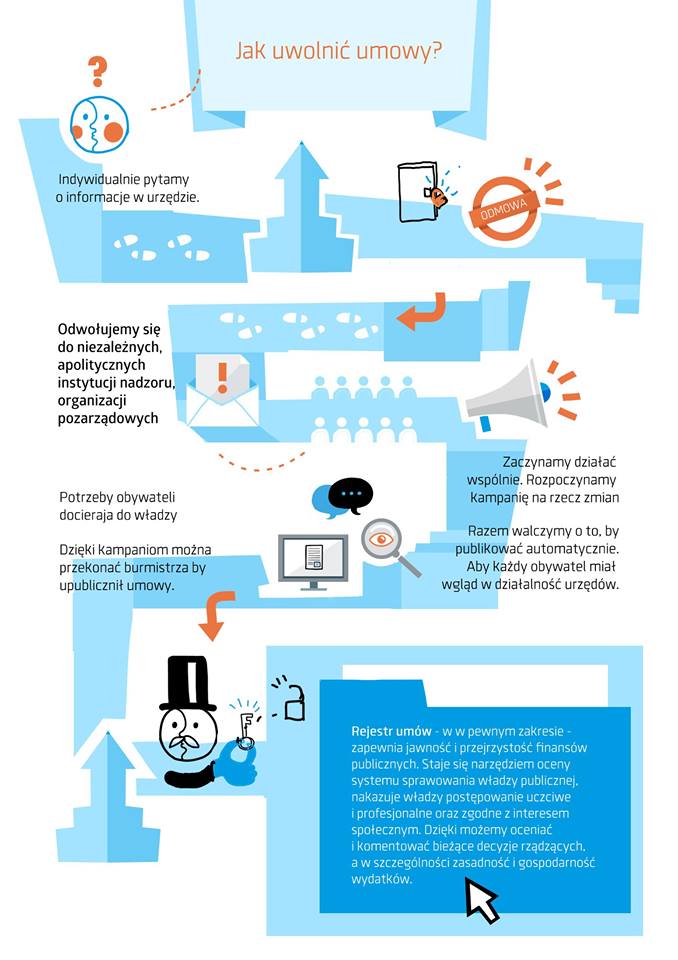 Jak uwolnić umowy?
?
Indywidualnie pytamy
o informacje w urzędzie.
ODMOWA
Odwołujemy się
do niezależnych,
apolitycznych
instytucji nadzoru,
organizacji
pozarządowych
!
Zaczynamy działać
wspólnie. Rozpoczynamy
kampanię na rzecz zmian
Razem walczymy o to, by
publikować automatycznie.
Aby każdy obywatel miał
wgląd w działalność urzędów.
Potrzeby obywateli
docieraja do władzy
Dzięki kampaniom można
przekonać burmistrza by
upublicznił umowy.
Rejestr umów - w w pewnym zakresie -
zapewnia jawność i przejrzystość finansów
publicznych. Staje się narzędziem oceny
systemu sprawowania władzy publicznej,
nakazuje władzy postępowanie uczciwe
i profesjonalne oraz zgodne z interesem
społecznym. Dzięki możemy oceniać
i komentować bieżące decyzje rządzących,
a w szczególności zasadność i gospodarność
wydatków.